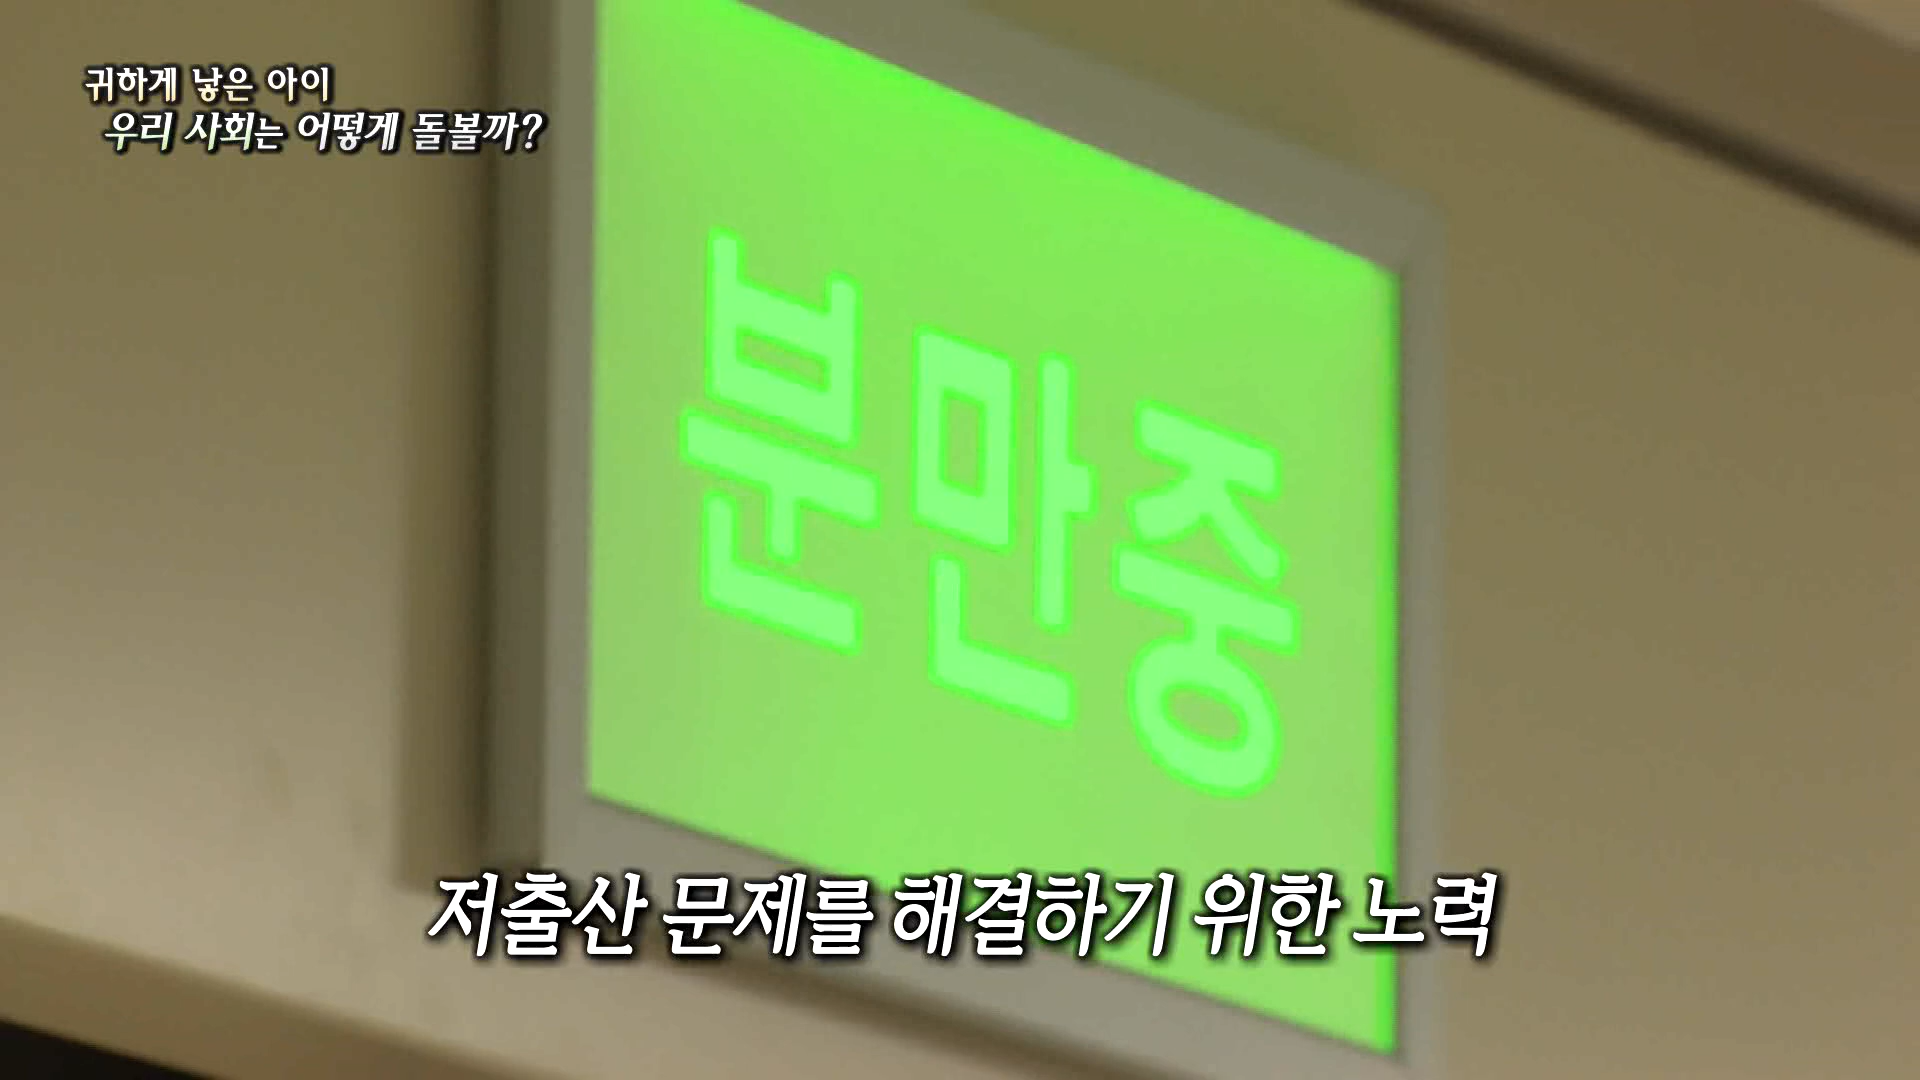 귀하게 낳은 아이
우리 사회는 어떻게 돌볼까?
분만중
저출산 문제를 해결하기 위한 노력